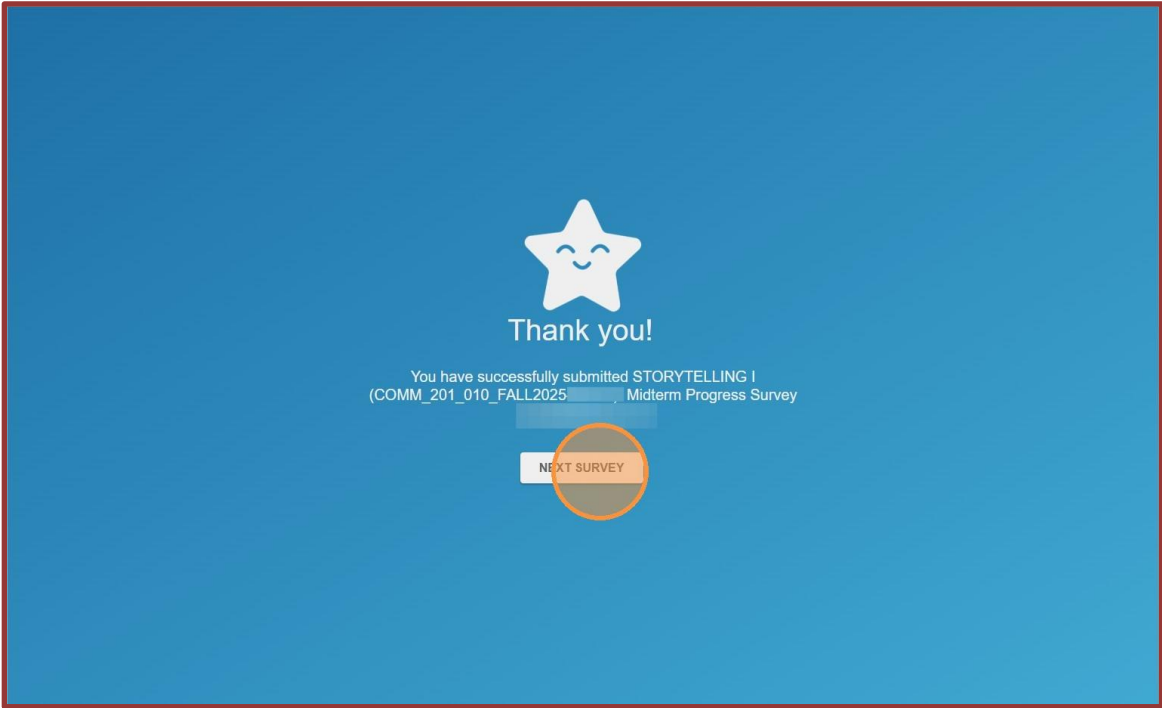 Thank you!
You have successfully submitted STORYTELLING I
(COMM_201_010_FALL2025 Midterm Progress Survey
NEXT SURVEY